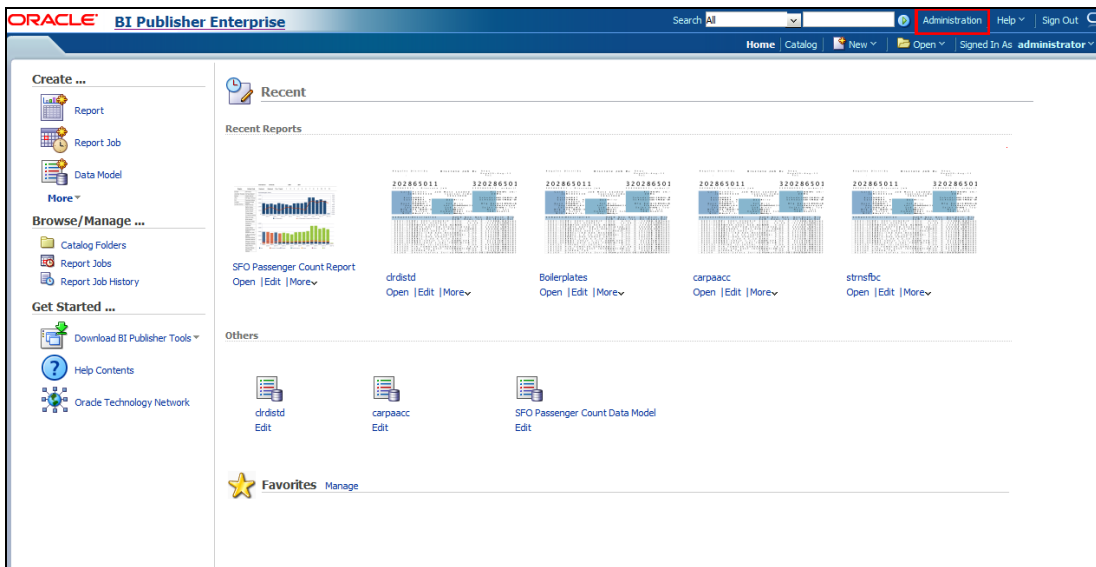 ORACLE BI Publisher Enterprise
Search All Administration Help Sign Out
Home Catalog New Open Signed In As administrator
Create ...
Report
Report Job
Data Model
More
Browse/Manage ...
Catalog Folders
Report Jobs
Report Job History
Get Started ...
Download BI Publisher Tools
Help Contents
Oracle Technology Network
Recent
Recent Reports
202865011 320286501
202865011 320286501
202865011 320286501
202865011 320286501
SFO Passenger Count Report
Open |Edit |More
clrdistd
Open |Edit |More
Boilerplates
Open |Edit |More
carpaacc
Open |Edit |More
strnsfbc
Open |Edit |More
Others
clrdistd
Edit
carpaacc
Edit
SFO Passenger Count Data Model
Edit
Favorites Manage